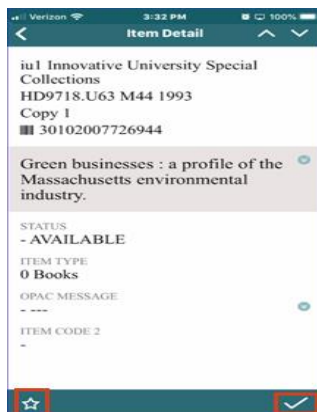 Verizon 3:32 PM 100%
Item Detail
iu1 Innovative University Special
Collections
HD9718.U63 M44 1993
Copy 1
30102007726944
Green businesses : a profile of the
Massachusetts environmental
industry.
STATUS
- AVAILABLE
ITEM TYPE
0 Books
OPAC MESSAGE
- ---
ITEM CODE 2
-